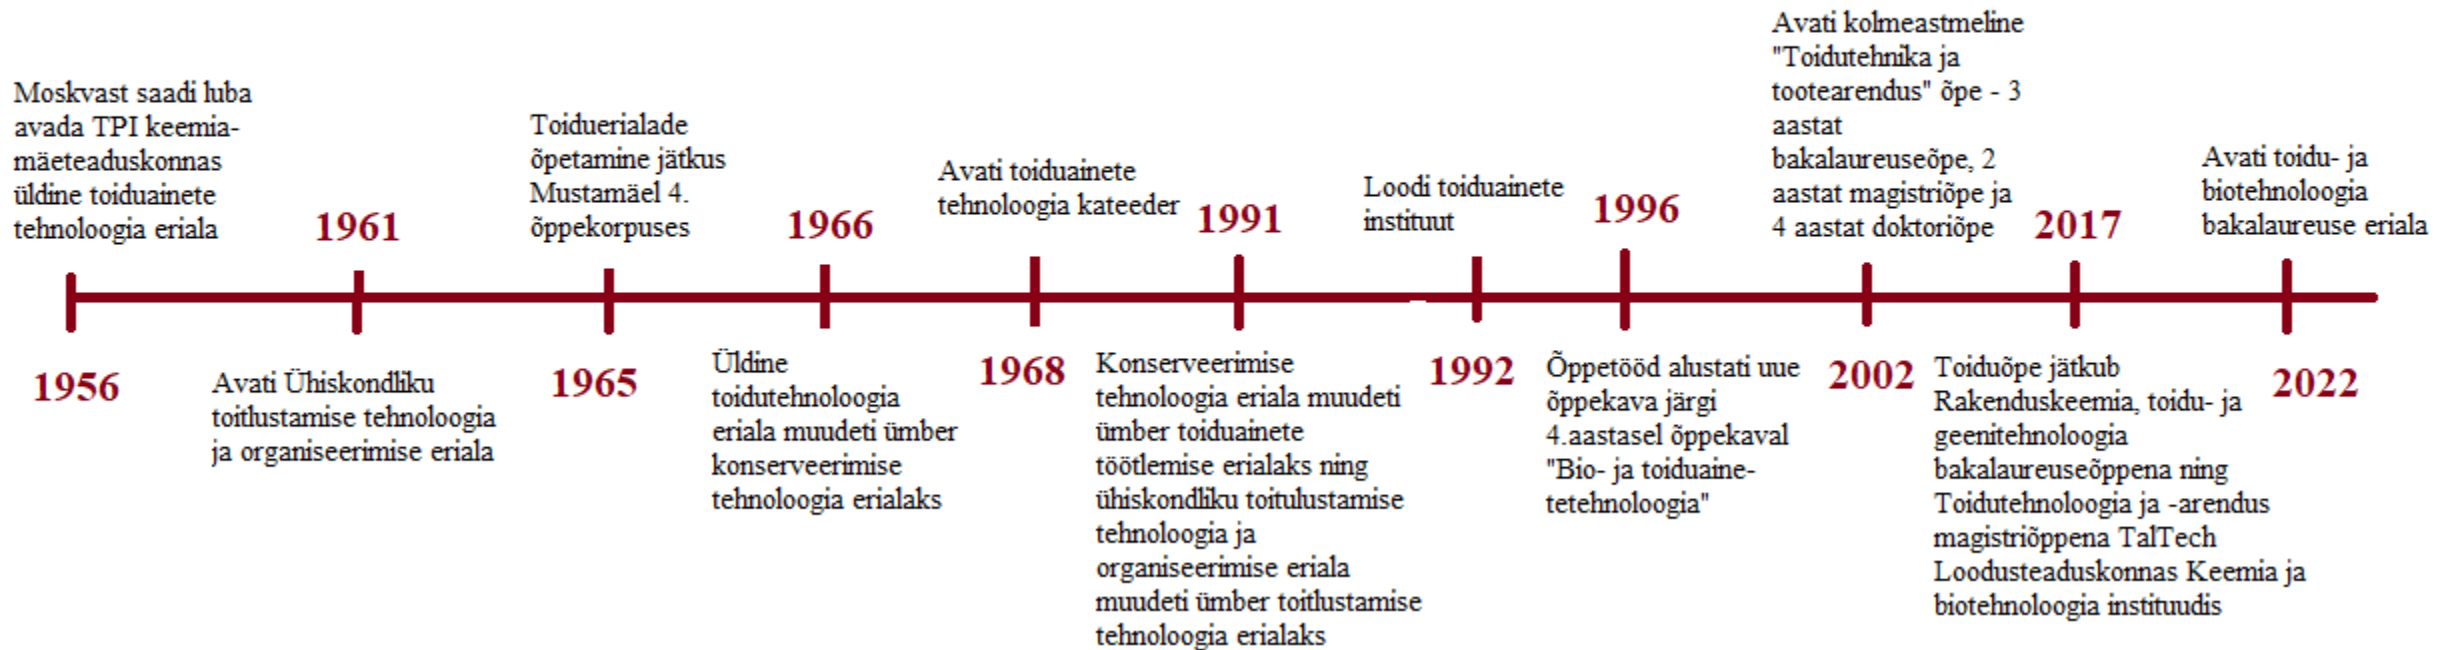 Moskvast saadi luba
avada TPI keemia-
mäeteaduskonnas
üldine toiduainete
tehnoloogia eriala
1956
1961
Avati Ühiskondliku
toitlustamise tehnoloogia
ja organiseerimise eriala
Toiduerialade
õpetamine jätkus
Mustamäel 4.
õppekorpuses
1965
1966
Üldine
toidutehnoloogia
eriala muudeti ümber
konserveerimise
tehnoloogia erialaks
Avati toiduainete
tehnoloogia kateeder
1968
1991
Konserveerimise
tehnoloogia eriala muudeti
ümber toiduainete
töötlemise erialaks ning
ühiskondliku toitulustamise
tehnoloogia ja
organiseerimise eriala
muudeti ümber toitlustamise
tehnoloogia erialaks
Loodi toiduainete
instituut
1992
1996
Õppetööd alustati uue
õppekava järgi
4.aastasel õppekaval
"Bio- ja toiduaine-
tetehnoloogia"
Avati kolmeastmeline
"Toidutehnika ja
tootearendus" õpe - 3
aastat
bakalaureuseõpe, 2
aastat magistriõpe ja
4 aastat doktoriõpe
2002
2017
Toiduõpe jätkub
Rakenduskeemia, toidu- ja
geenitehnoloogia
bakalaureuseõppena ning
Toidutehnoloogia ja -arendus
magistriõppena TalTech
Loodusteaduskonnas Keemia ja
biotehnoloogia instituudis
Avati toidu- ja
biotehnoloogia
bakalaureuse eriala
2022